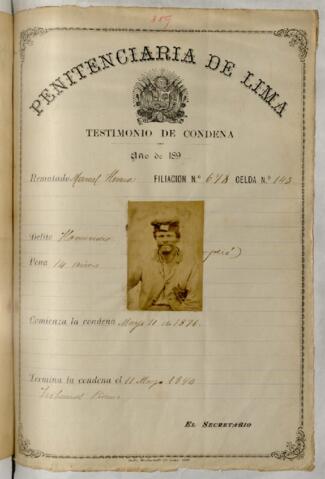 PENITENCIARIA DE LIMA
TESTIMONIO DE CONDENA
Año de 189
Rematado Manuel FILIACION N.º 678 CELDA N.º 143
Delito Homicidio
Pena 14 años
Comienza la condena Mayo 11 de 1876
Termina la condena el 11 Mayo 1890
EL SECRETARIO